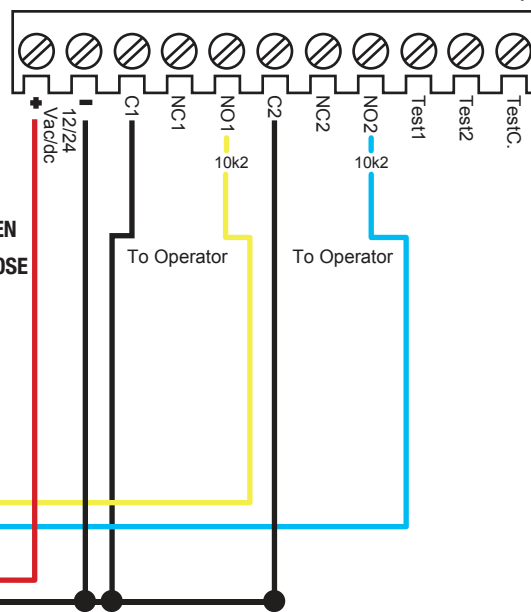 +
-
12/24
Vac/dc
C1
NC1
NO1
C2
NC2
NO2
Test1
Test2
TestC.
10k2
10k2
EN
OSE
To Operator
To Operator